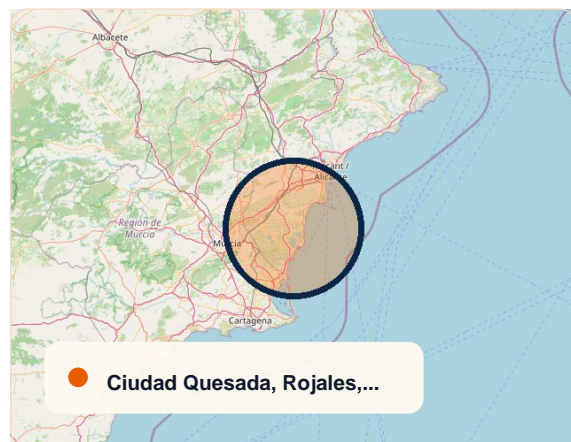 Albacete
Alacant /
Alicante
Región de
Murcia
Murcia
Cartagena
Ciudad Quesada, Rojales,...